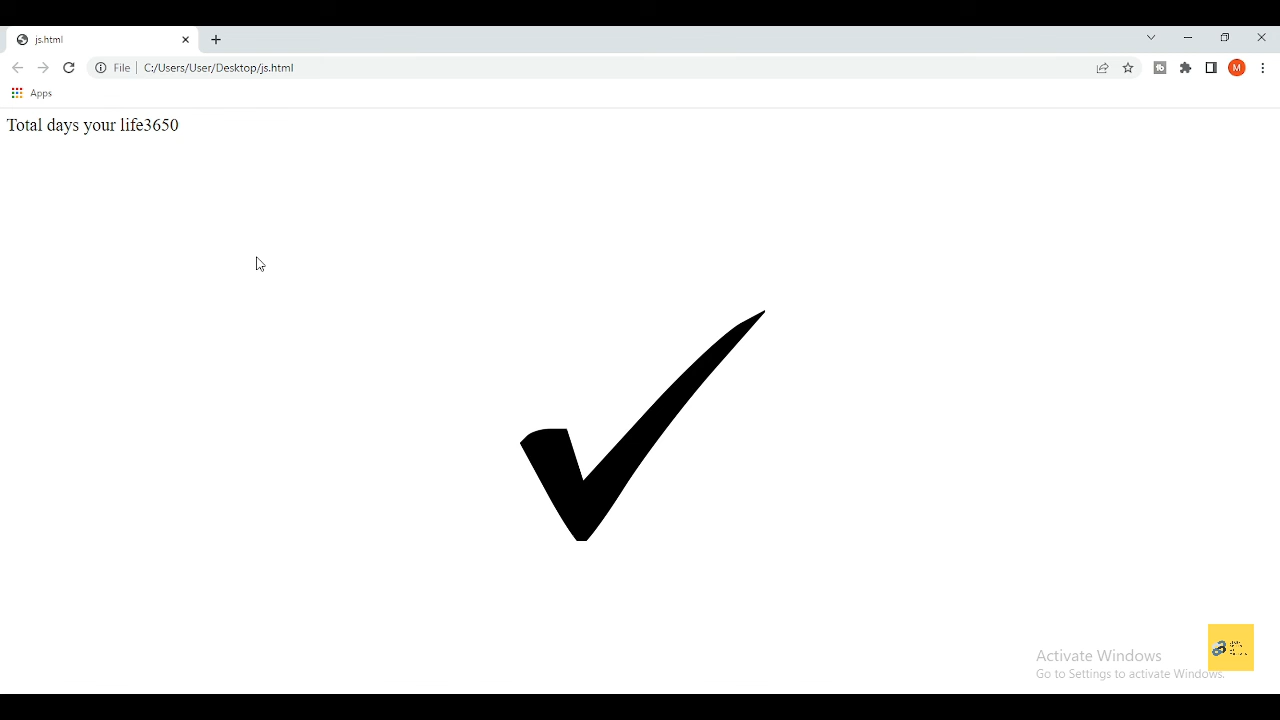 js.html
File
C:/Users/User/Desktop/js.html
M
Apps
Total days your life3650
Activate Windows
Go to Settings to activate Windows.